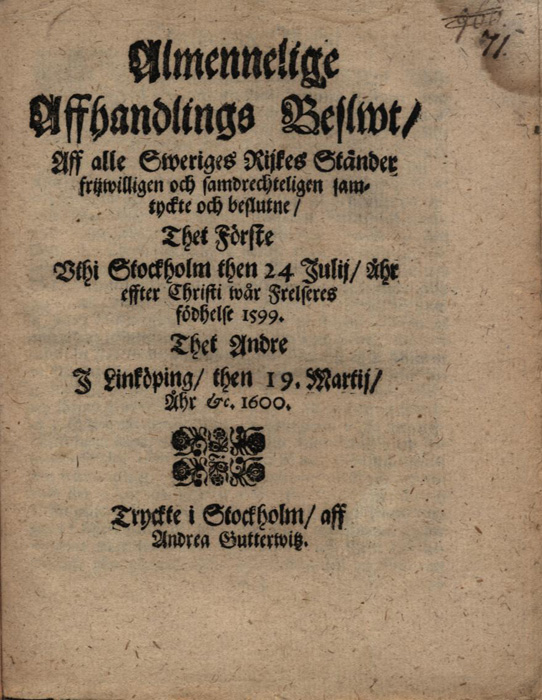 71.
Almennelige
Affhandlings Beslwt/
Aff alle Sweriges Rijkes Ständer
frijwilligen och samdrechteligen sam-
tyckte och beslutne/
Thet Förste
Vthi Stockholm then 24 Julij/ Åhr
effter Christi wår Frelseres
födhelse 1599.
Thet Andre
J Linköping/ then 19. Martij/
Åhr &c. 1600.
Tryckte i Stockholm/ aff
Andrea Gutterwitz.